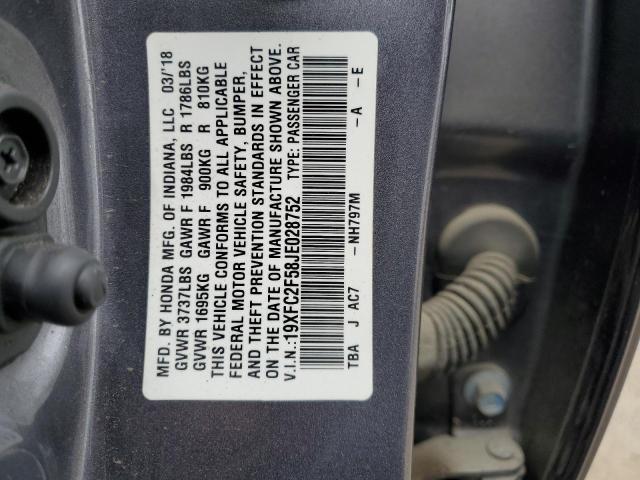 MFD. BY HONDA MFG. OF INDIANA, LLC 03/'18
GVWR 3737LBS GAWR F 1984LBS R 1786LBS
GVWR 1695KG GAWR F 900KG R 810KG
THIS VEHICLE CONFORMS TO ALL APPLICABLE
FEDERAL MOTOR VEHICLE SAFETY, BUMPER,
AND THEFT PREVENTION STANDARDS IN EFFECT
ON THE DATE OF MANUFACTURE SHOWN ABOVE.
V.I.N.:19XFC2F58JE028752 TYPE: PASSENGER CAR
TBA J AC7 -NH797M -A -E